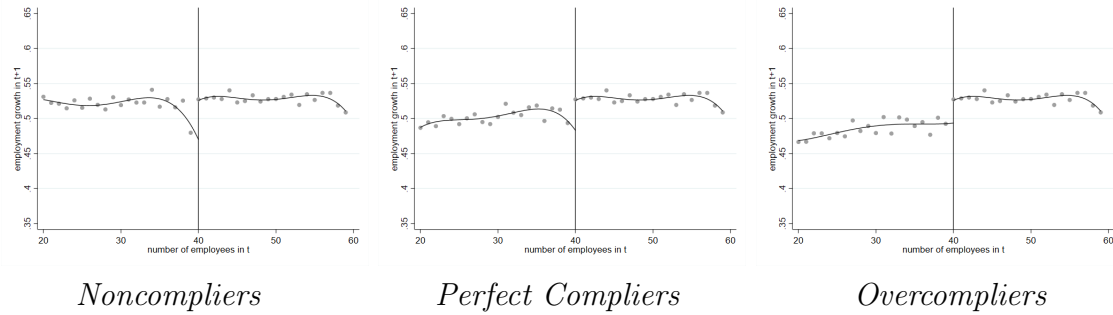 employment growth in t+1
.35 .4 .45 .5 .55 .6 .65
20 30 40 50 60
number of employees in t
Noncompliers
employment growth in t+1
.35 .4 .45 .5 .55 .6 .65
20 30 40 50 60
number of employees in t
Perfect Compliers
employment growth in t+1
.35 .4 .45 .5 .55 .6 .65
20 30 40 50 60
number of employees in t
Overcompliers